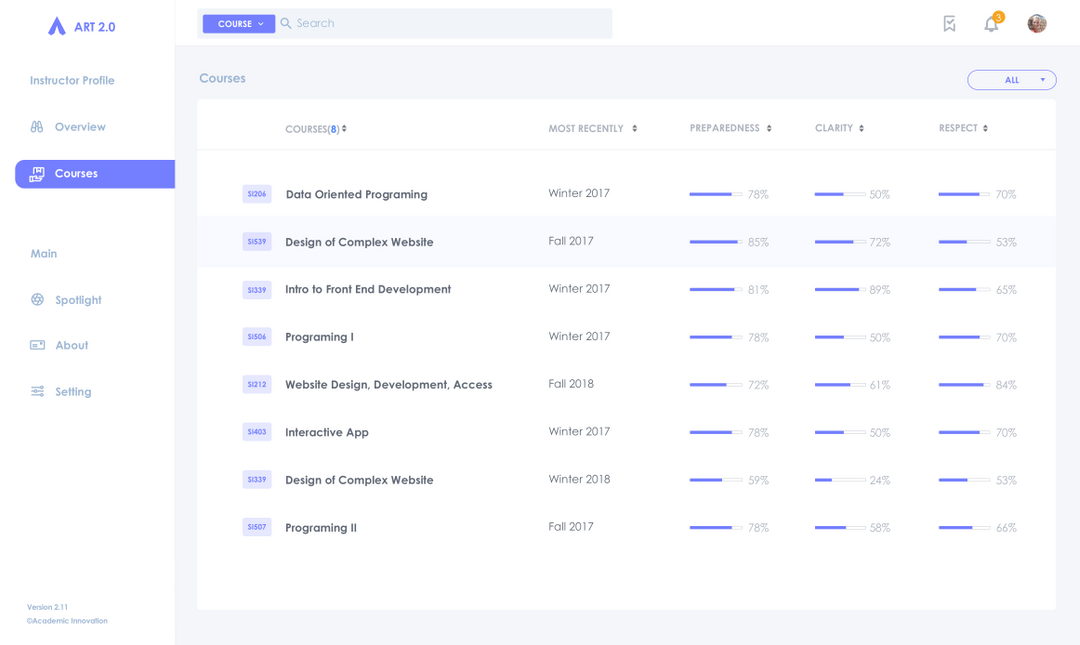 ART 2.0
COURSE Search
3
Instructor Profile
Overview
Courses
Main
Spotlight
About
Setting
Version 2.11
©Academic Innovation
Courses
ALL
COURSES(8) MOST RECENTLY PREPAREDNESS CLARITY RESPECT
SI206 Data Oriented Programing Winter 2017 78% 50% 70%
SI539 Design of Complex Website Fall 2017 85% 72% 53%
SI339 Intro to Front End Development Winter 2017 81% 89% 65%
SI506 Programing I Winter 2017 78% 50% 70%
SI212 Website Design, Development, Access Fall 2018 72% 61% 84%
SI403 Interactive App Winter 2017 78% 50% 70%
SI339 Design of Complex Website Winter 2018 59% 24% 53%
SI507 Programing II Fall 2017 78% 58% 66%